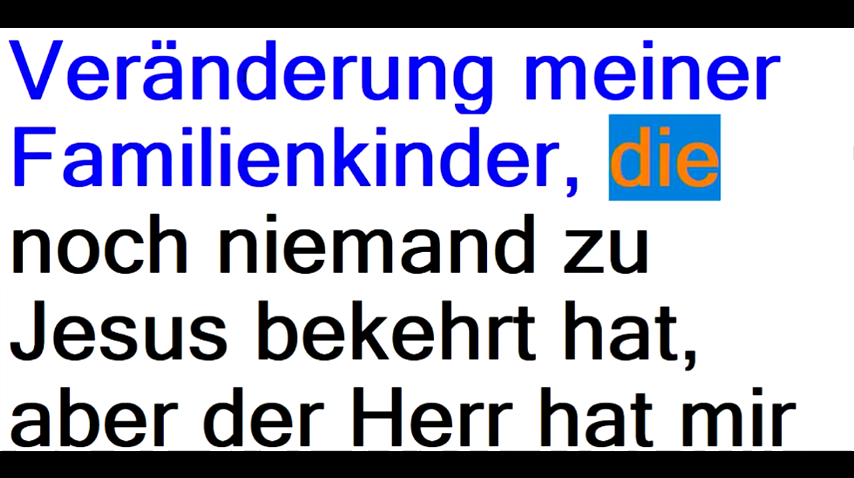 Veränderung meiner
Familienkinder, die
noch niemand zu
Jesus bekehrt hat,
aber der Herr hat mir